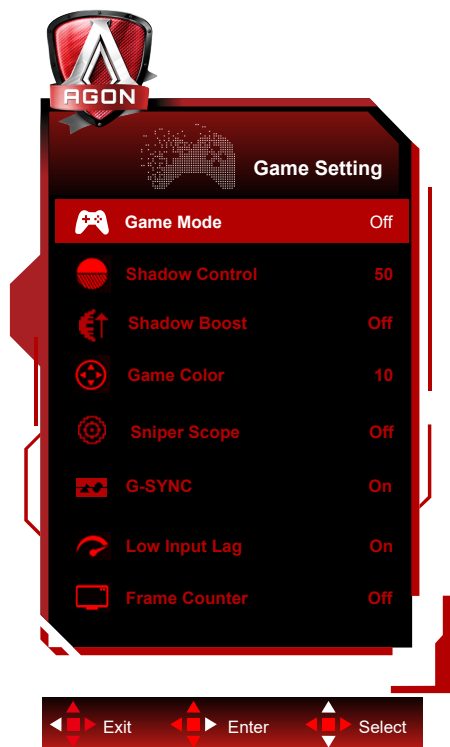 AGON
Game Setting
Game Mode Off
Shadow Control 50
Shadow Boost Off
Game Color 10
Sniper Scope Off
G-SYNC On
Low Input Lag On
Frame Counter Off
Exit Enter Select